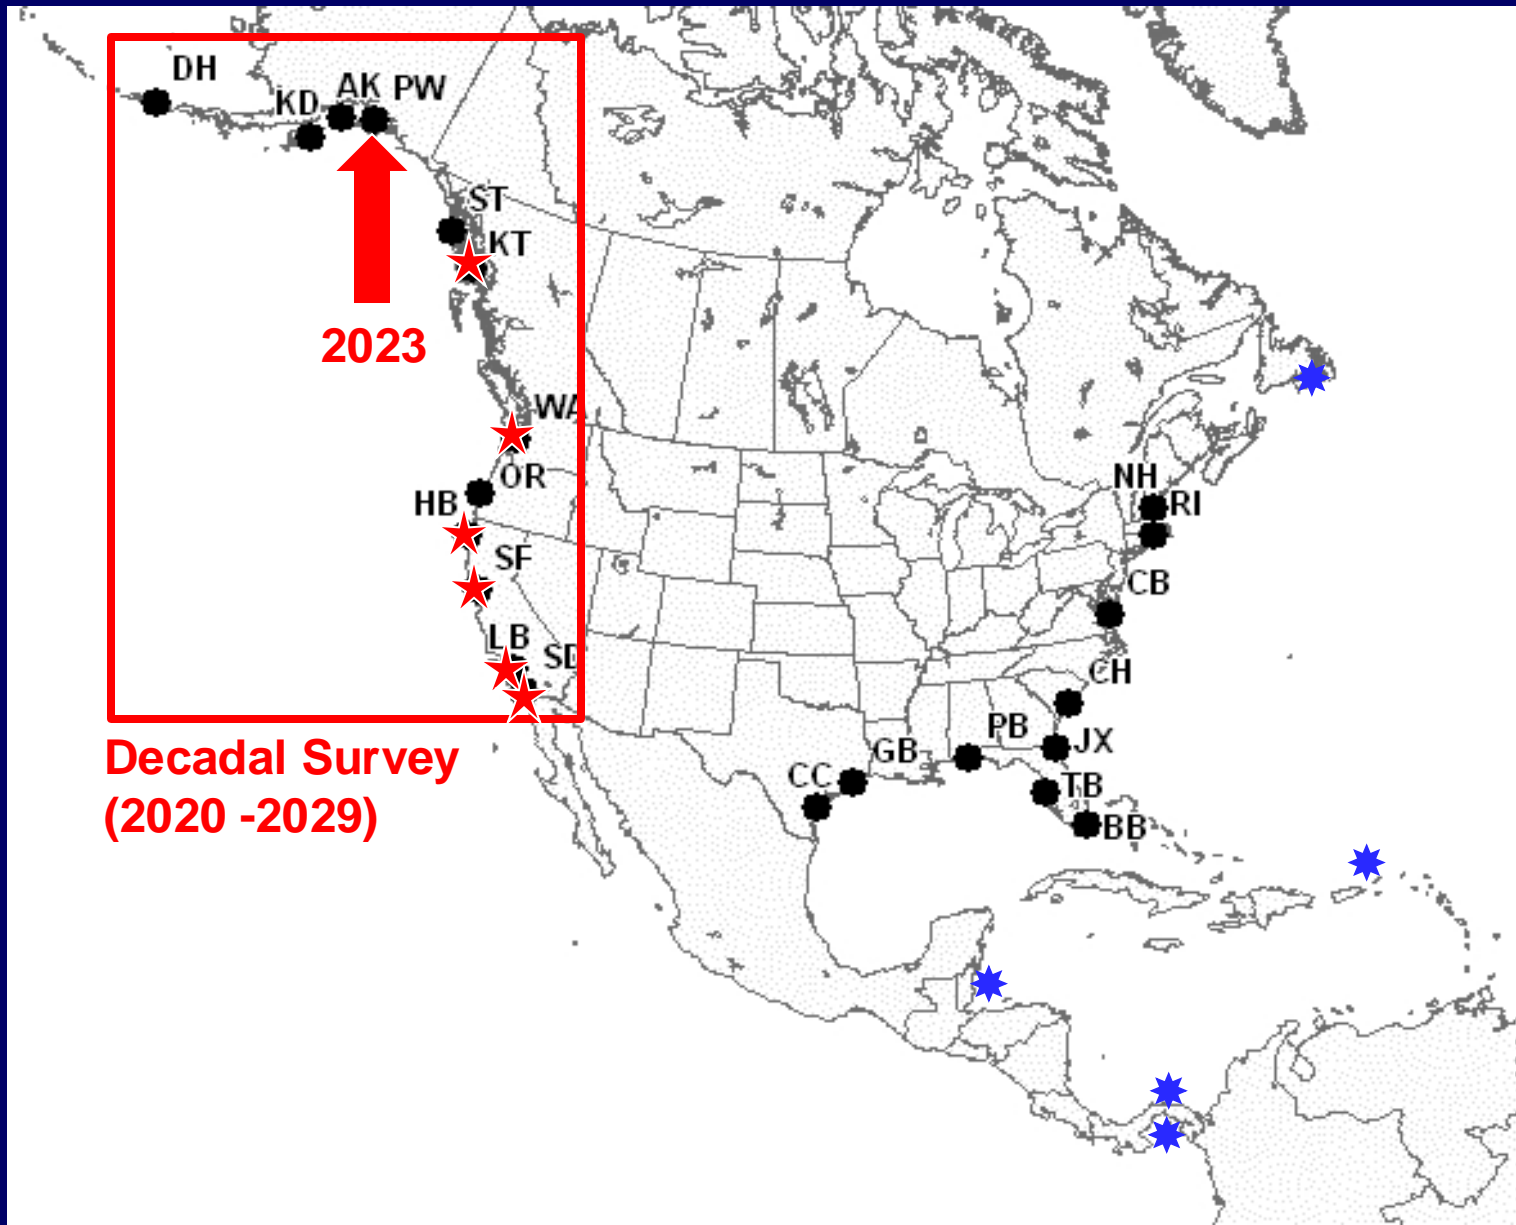 DH
KD
AK
PW
ST
KT
2023
WA
OR
HB
SF
LB
SD
Decadal Survey
(2020 -2029)
NH
RI
CB
CH
PB
JX
GB
CC
TB
BB